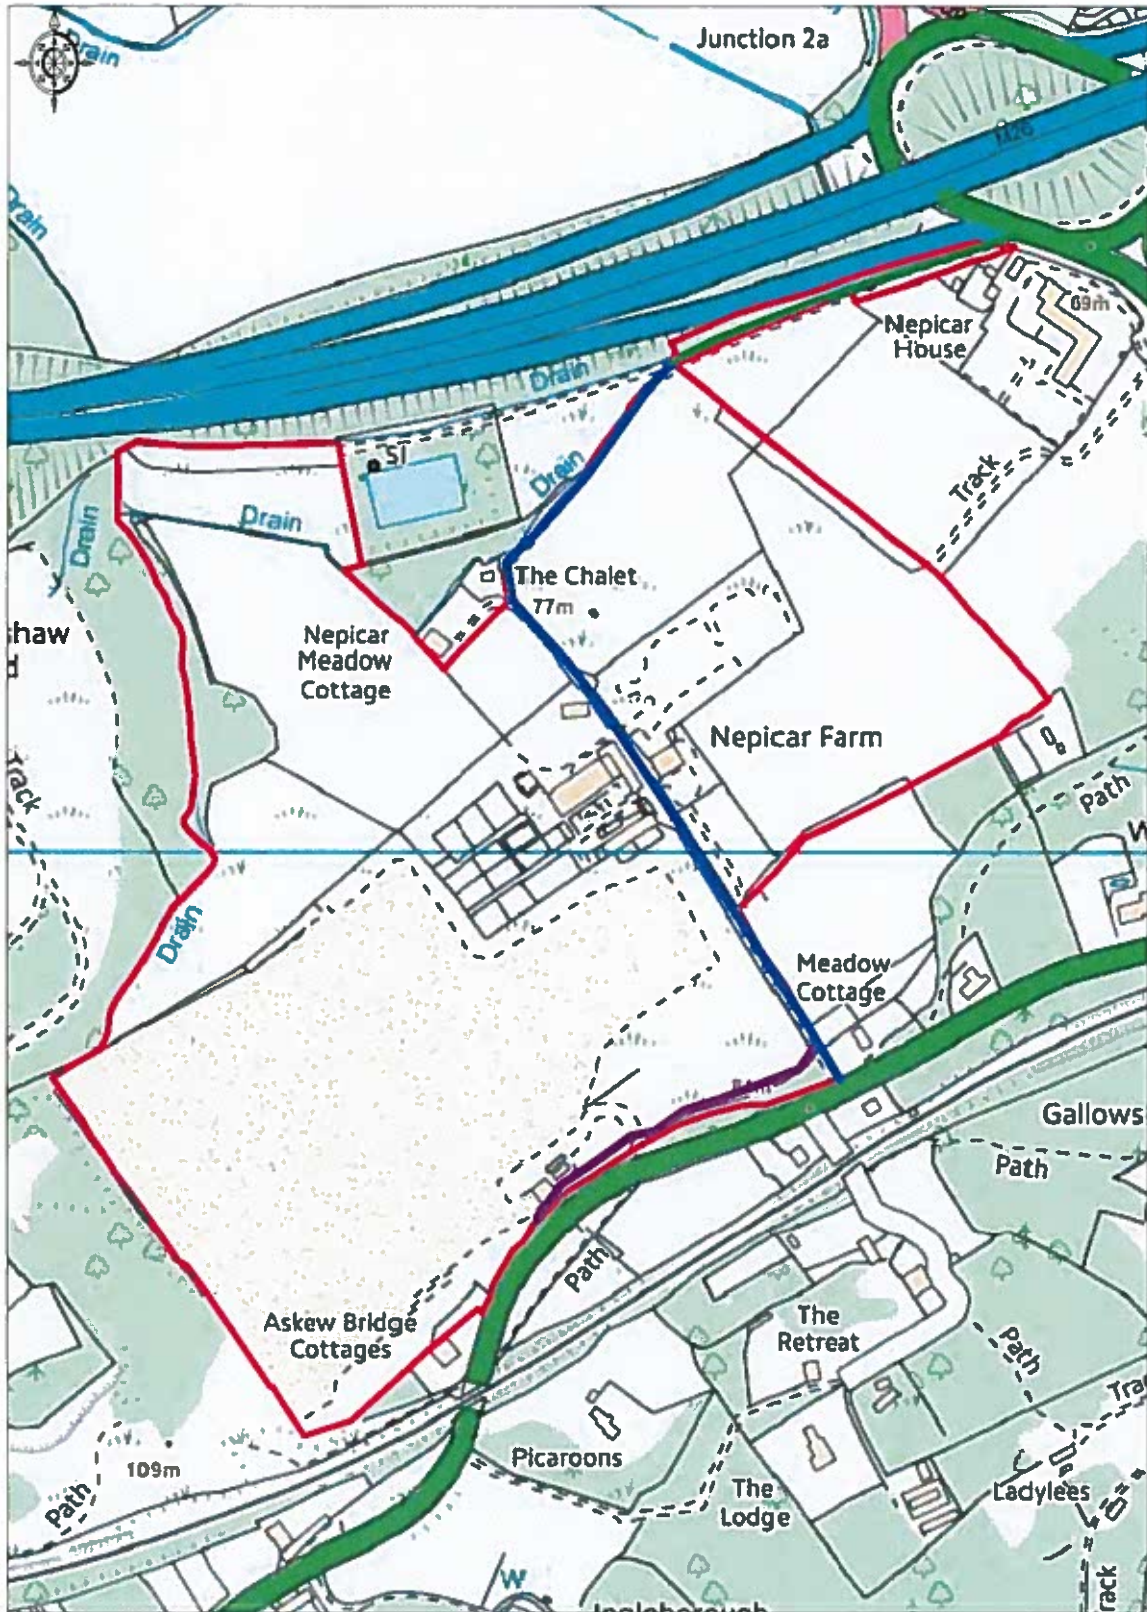 Drain
Junction 2a
M26
Drain
69m
Nepicar
House
Drain
Track
Drain
Drain
Drain
The Chalet
77m
shaw
Nepicar
Meadow
Cottage
Nepicar Farm
Track
Path
Drain
Meadow
Cottage
Gallows
Path
Path
Askew Bridge
Cottages
The
Retreat
Path
Picaroons
109m
Path
The
Lodge
Ladylees
W